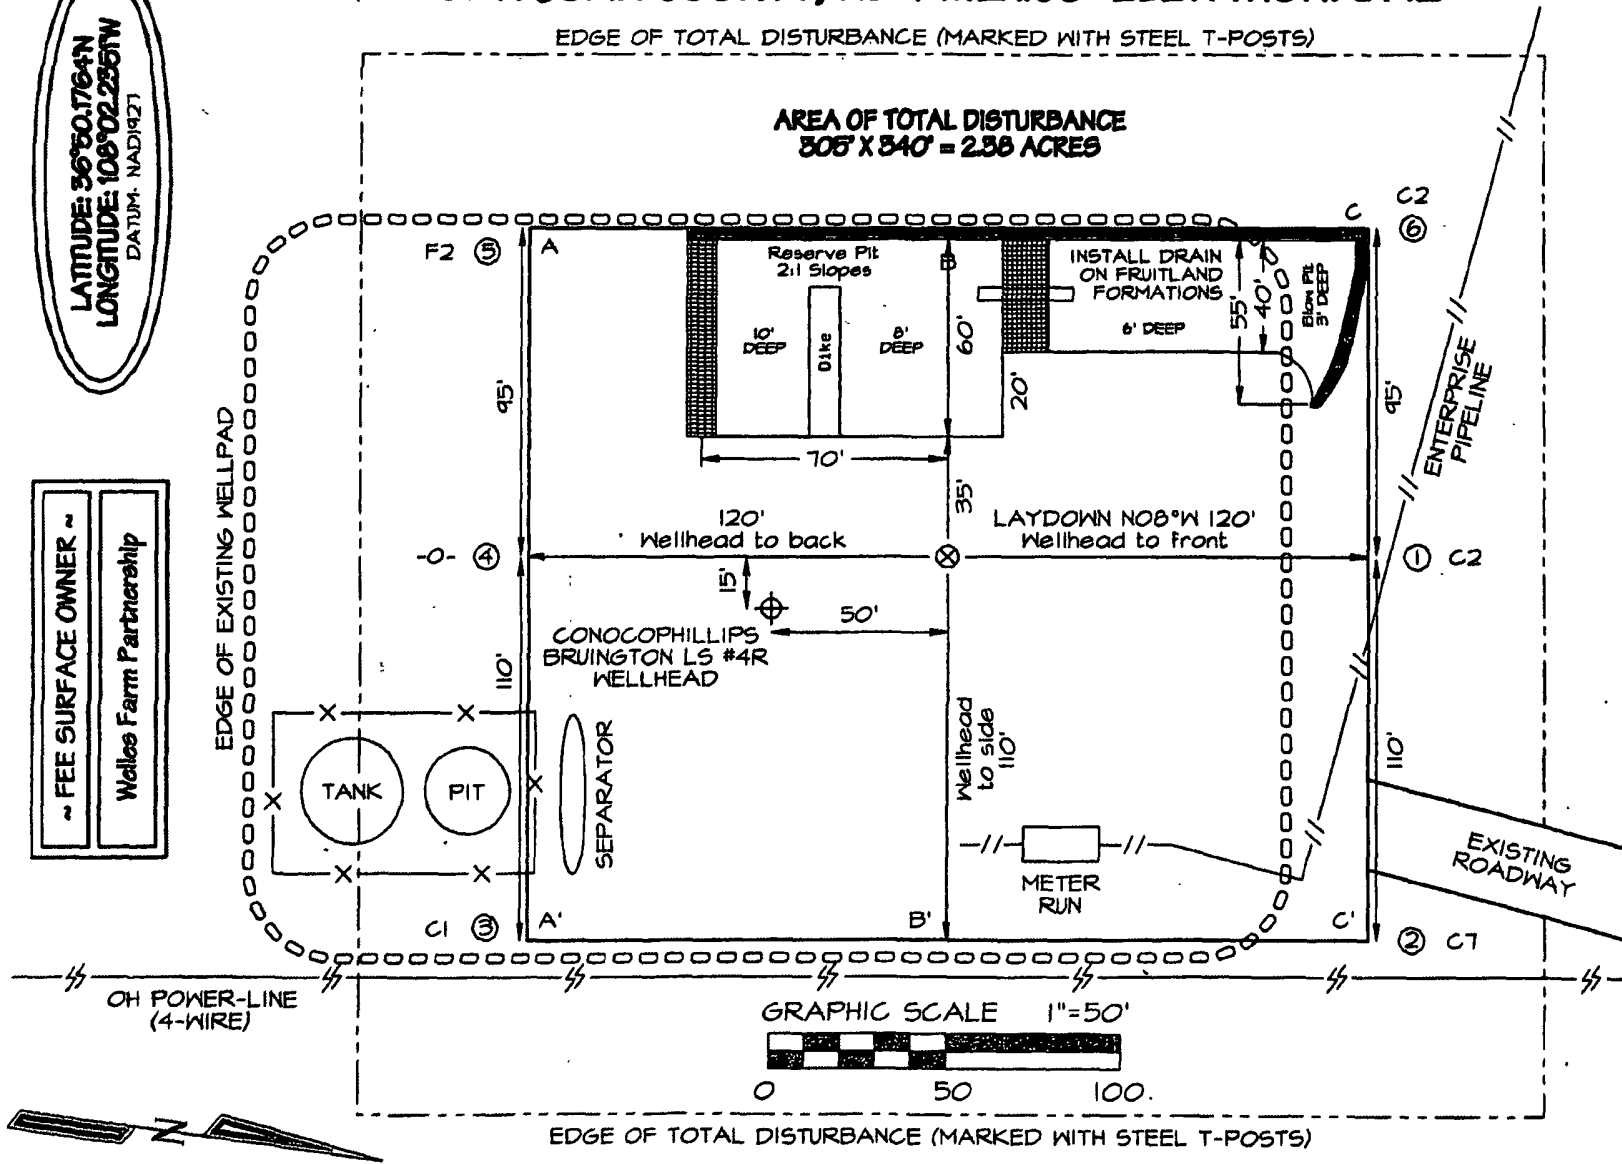 EDGE OF TOTAL DISTURBANCE (MARKED WITH STEEL T-POSTS)
LATITUDE: 36°50.1764'N
LONGITUDE: 108°02.2351'W
DATUM- NAD1927
AREA OF TOTAL DISTURBANCE
305' X 340' = 2.38 ACRES
C2
C
⑥
F2 ⑤ A
Reserve Pit
2:1 Slopes
B
INSTALL DRAIN
ON FRUITLAND
FORMATIONS
6' DEEP
Blow Pit
3' DEEP
55'
40'
10'
DEEP
Dike
8'
DEEP
60'
20'
95'
95'
ENTERPRISE
PIPELINE
EDGE OF EXISTING WELLPAD
70'
35'
120'
Wellhead to back
LAYDOWN N08°W 120'
Wellhead to front
-0- ④
① C2
15'
50'
CONOCOPHILLIPS
BRUINGTON LS #4R
WELLHEAD
~ FEE SURFACE OWNER ~
Walles Farm Partnership
110'
110'
Wellhead
to side
110'
TANK
PIT
SEPARATOR
METER
RUN
EXISTING
ROADWAY
C1 ③ A'
B'
C'
② C7
OH POWER-LINE
(4-WIRE)
GRAPHIC SCALE 1"=50'
0 50 100.
N
EDGE OF TOTAL DISTURBANCE (MARKED WITH STEEL T-POSTS)